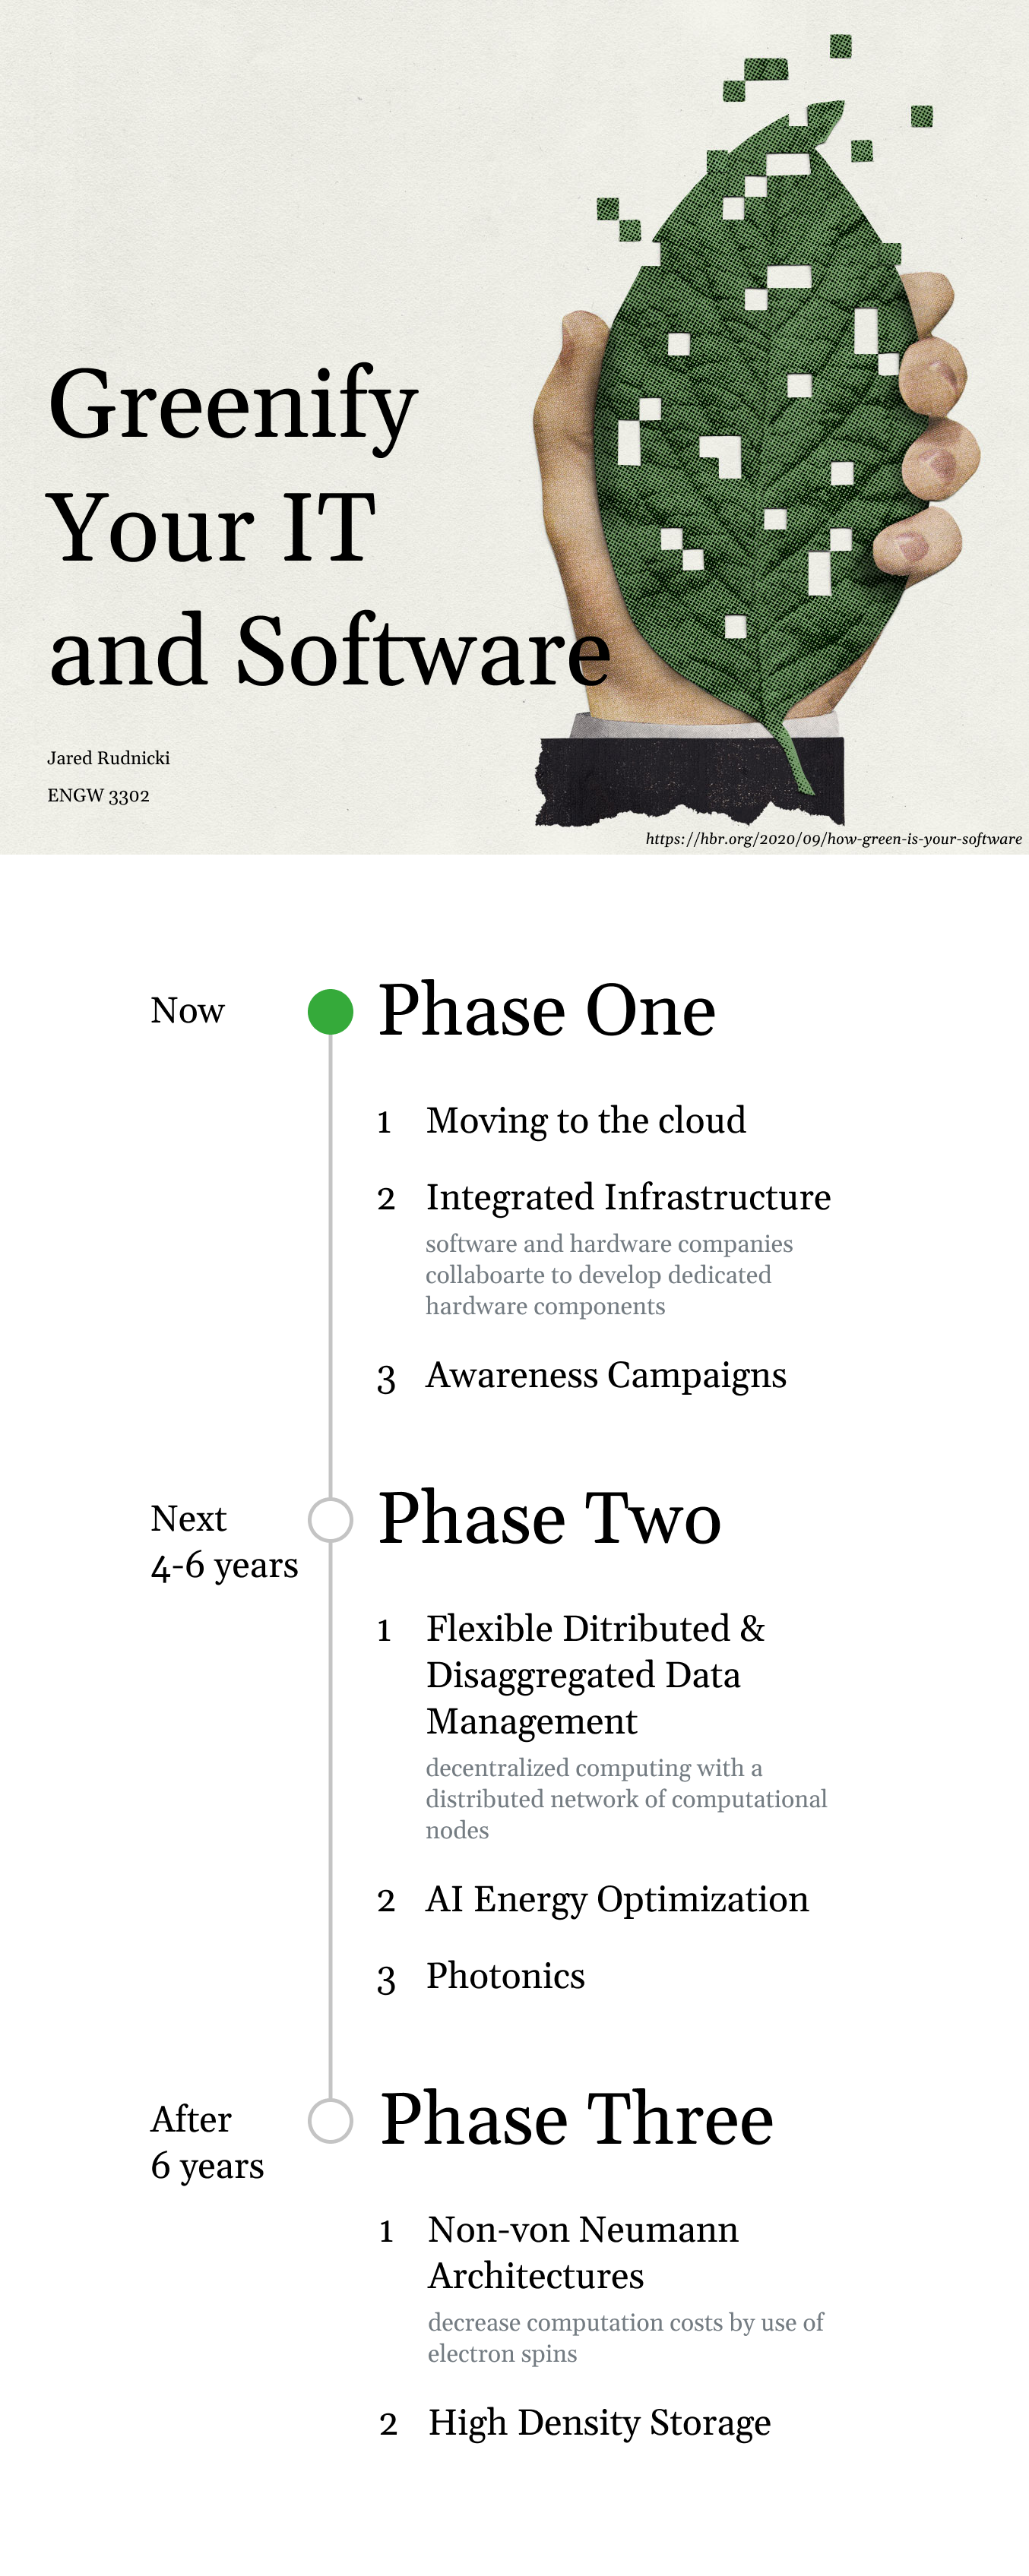 Greenify
Your IT
and Software
Jared Rudnicki
ENGW 3302
https://hbr.org/2020/09/how-green-is-your-software
Now
Phase One
1 Moving to the cloud
2 Integrated Infrastructure
software and hardware companies
collaboarte to develop dedicated
hardware components
3 Awareness Campaigns
Next
4-6 years
Phase Two
1 Flexible Ditributed &
Disaggregated Data
Management
decentralized computing with a
distributed network of computational
nodes
2 AI Energy Optimization
3 Photonics
After
6 years
Phase Three
1 Non-von Neumann
Architectures
decrease computation costs by use of
electron spins
2 High Density Storage